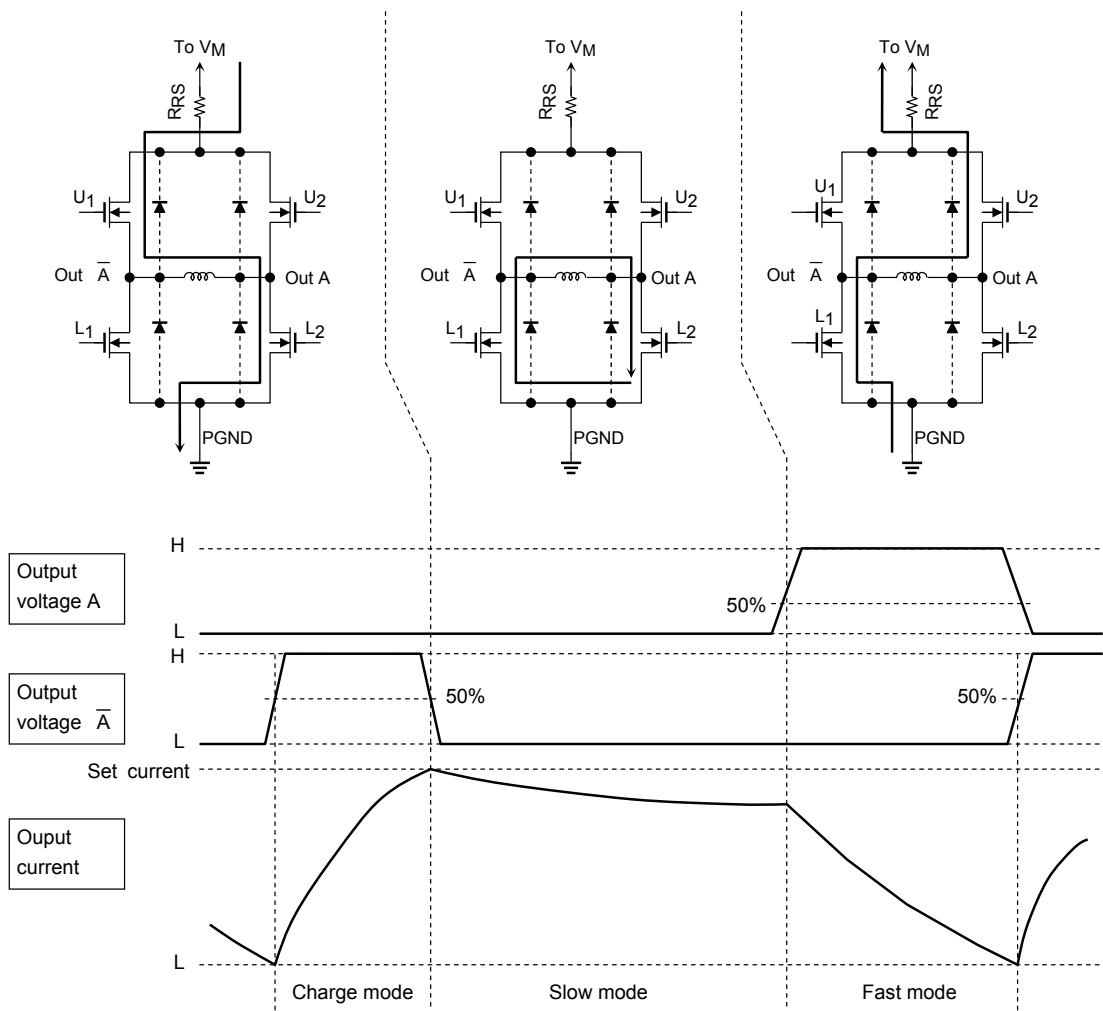 To VM
To VM
To VM
RRS
RRS
RRS
U1
U2
U1
U2
U1
U2
Out A̅
Out A
Out A̅
Out A
Out A̅
Out A
L1
L2
L1
L2
L1
L2
PGND
PGND
PGND
Output
voltage A
H
50%
L
Output
voltage A̅
H
50%
50%
L
Set current
Ouput
current
L
Charge mode
Slow mode
Fast mode